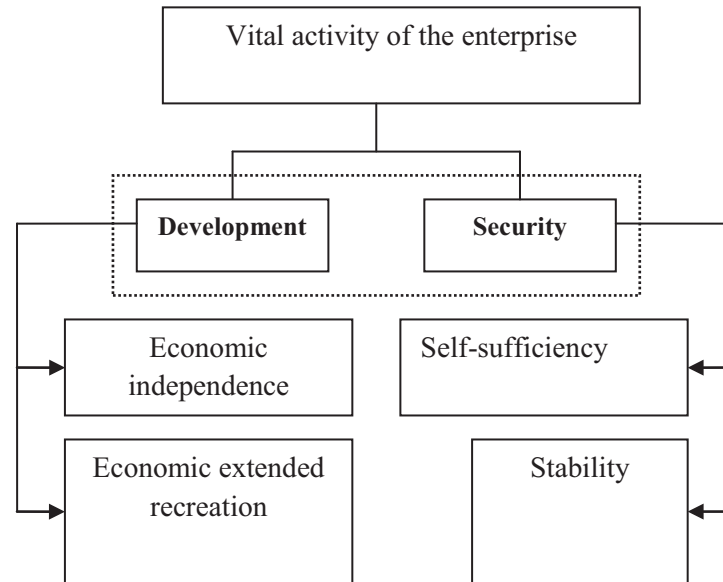 Vital activity of the enterprise
Development
Security
Economic
independence
Self-sufficiency
Economic extended
recreation
Stability